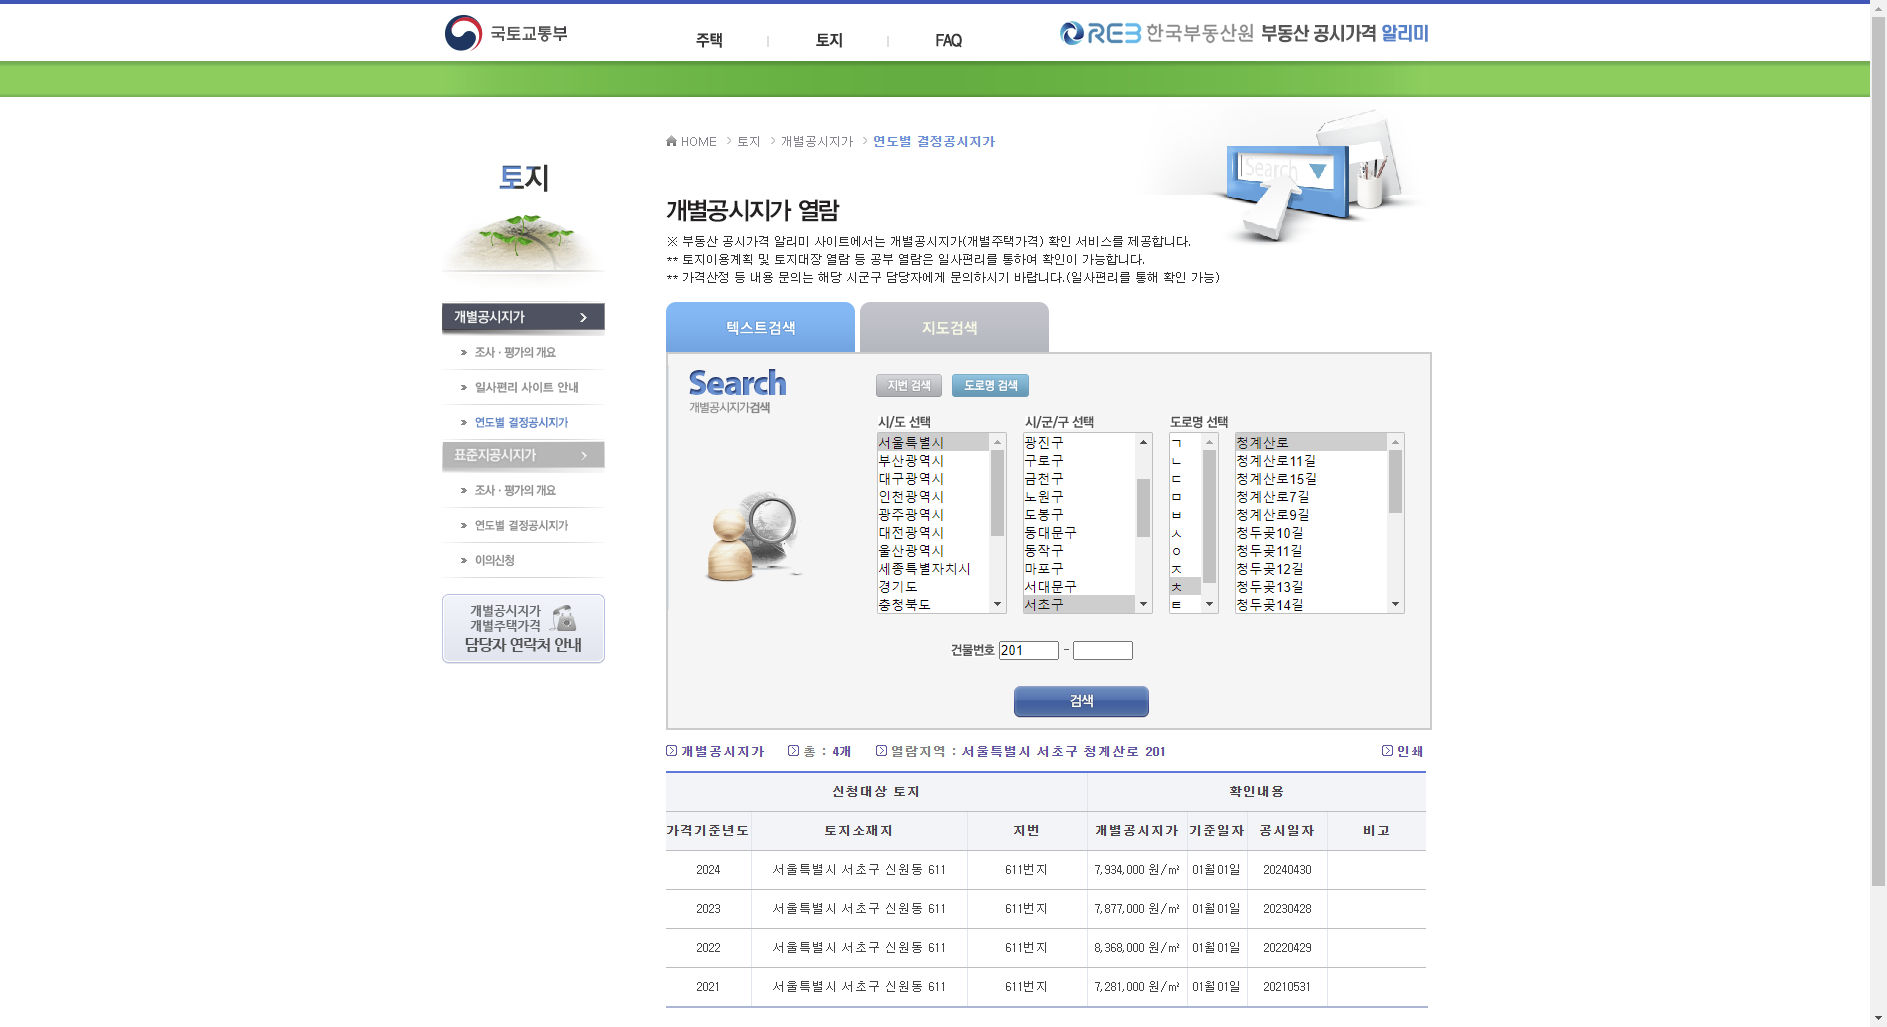 국토교통부
주택
토지
FAQ
REB 한국부동산원 부동산 공시가격 알리미
HOME > 토지 > 개별공시지가 > 연도별 결정공시지가
Search
토지
개별공시지가 열람
※ 부동산 공시가격 알리미 사이트에서는 개별공시지가(개별주택가격) 확인 서비스를 제공합니다.
** 토지이용계획 및 토지대장 열람 등 공부 열람은 일사편리를 통하여 확인이 가능합니다.
** 가격산정 등 내용 문의는 해당 시군구 담당자에게 문의하시기 바랍니다.(일사편리를 통해 확인 가능)
개별공시지가
조사 · 평가의 개요
일사편리 사이트 안내
연도별 결정공시지가
표준지공시지가
조사 · 평가의 개요
연도별 결정공시지가
이의신청
개별공시지가
개별주택가격
담당자 연락처 안내
텍스트검색
지도검색
Search
개별공시지가검색
지번 검색
도로명 검색
시/도 선택
서울특별시
부산광역시
대구광역시
인천광역시
광주광역시
대전광역시
울산광역시
세종특별자치시
경기도
충청북도
시/군/구 선택
광진구
구로구
금천구
노원구
도봉구
동대문구
동작구
마포구
서대문구
서초구
도로명 선택
ㄱ
ㄴ
ㄷ
ㅁ
ㅂ
ㅅ
ㅇ
ㅈ
ㅊ
ㅌ
청계산로
청계산로11길
청계산로15길
청계산로7길
청계산로9길
청두곶10길
청두곶11길
청두곶12길
청두곶13길
청두곶14길
건물번호 201 -
검색
개별공시지가 총 : 4개 열람지역 : 서울특별시 서초구 청계산로 201 인쇄
신청대상 토지 확인내용
가격기준년도 토지소재지 지번 개별공시지가 기준일자 공시일자 비고
2024 서울특별시 서초구 신원동 611 611번지 7,934,000 원/㎡ 01월01일 20240430
2023 서울특별시 서초구 신원동 611 611번지 7,877,000 원/㎡ 01월01일 20230428
2022 서울특별시 서초구 신원동 611 611번지 8,368,000 원/㎡ 01월01일 20220429
2021 서울특별시 서초구 신원동 611 611번지 7,281,000 원/㎡ 01월01일 20210531